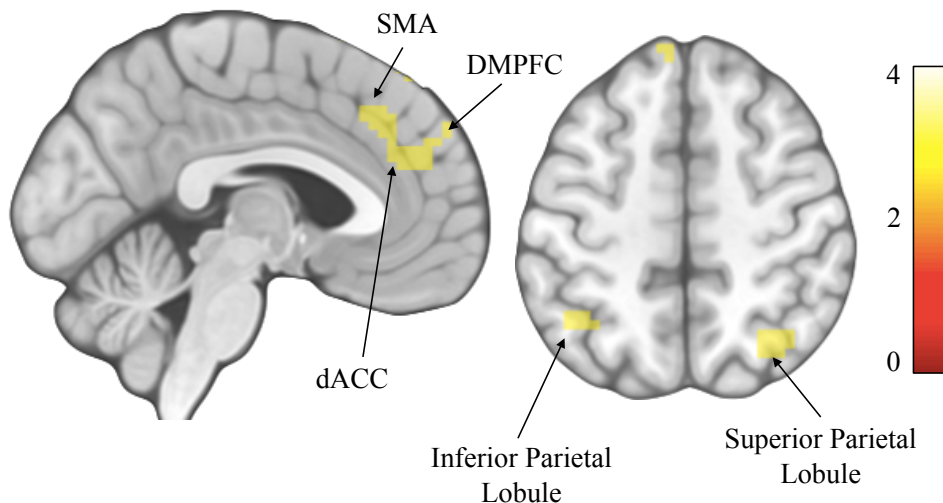 SMA
DMPFC
dACC
4
2
0
Inferior Parietal
Lobule
Superior Parietal
Lobule